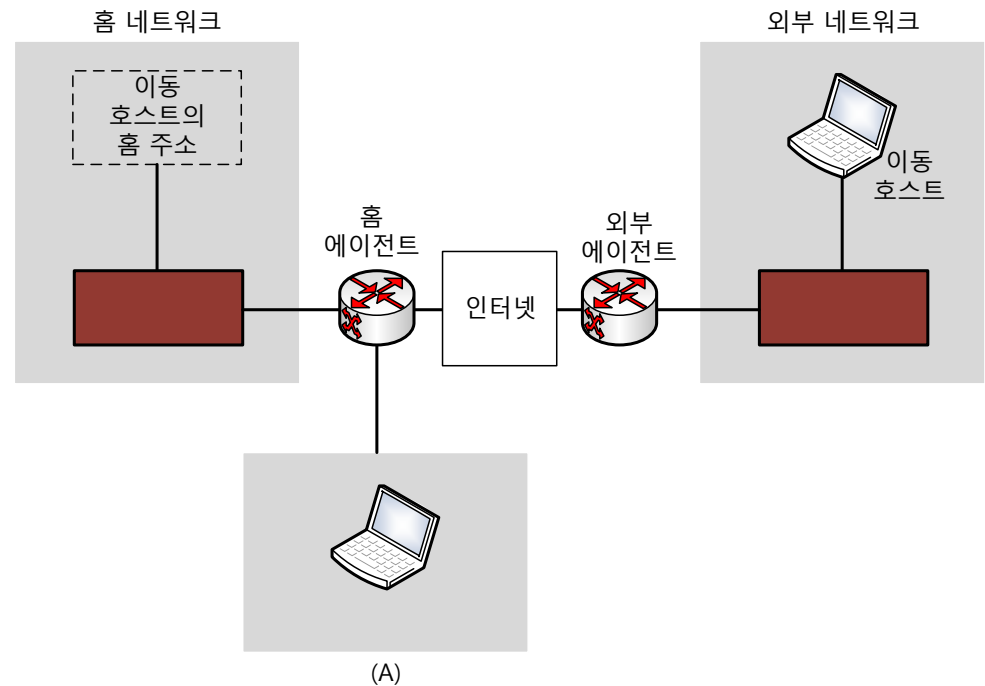 홈 네트워크
외부 네트워크
이동
호스트의
홈 주소
이동
호스트
홈
에이전트
외부
에이전트
인터넷
(A)